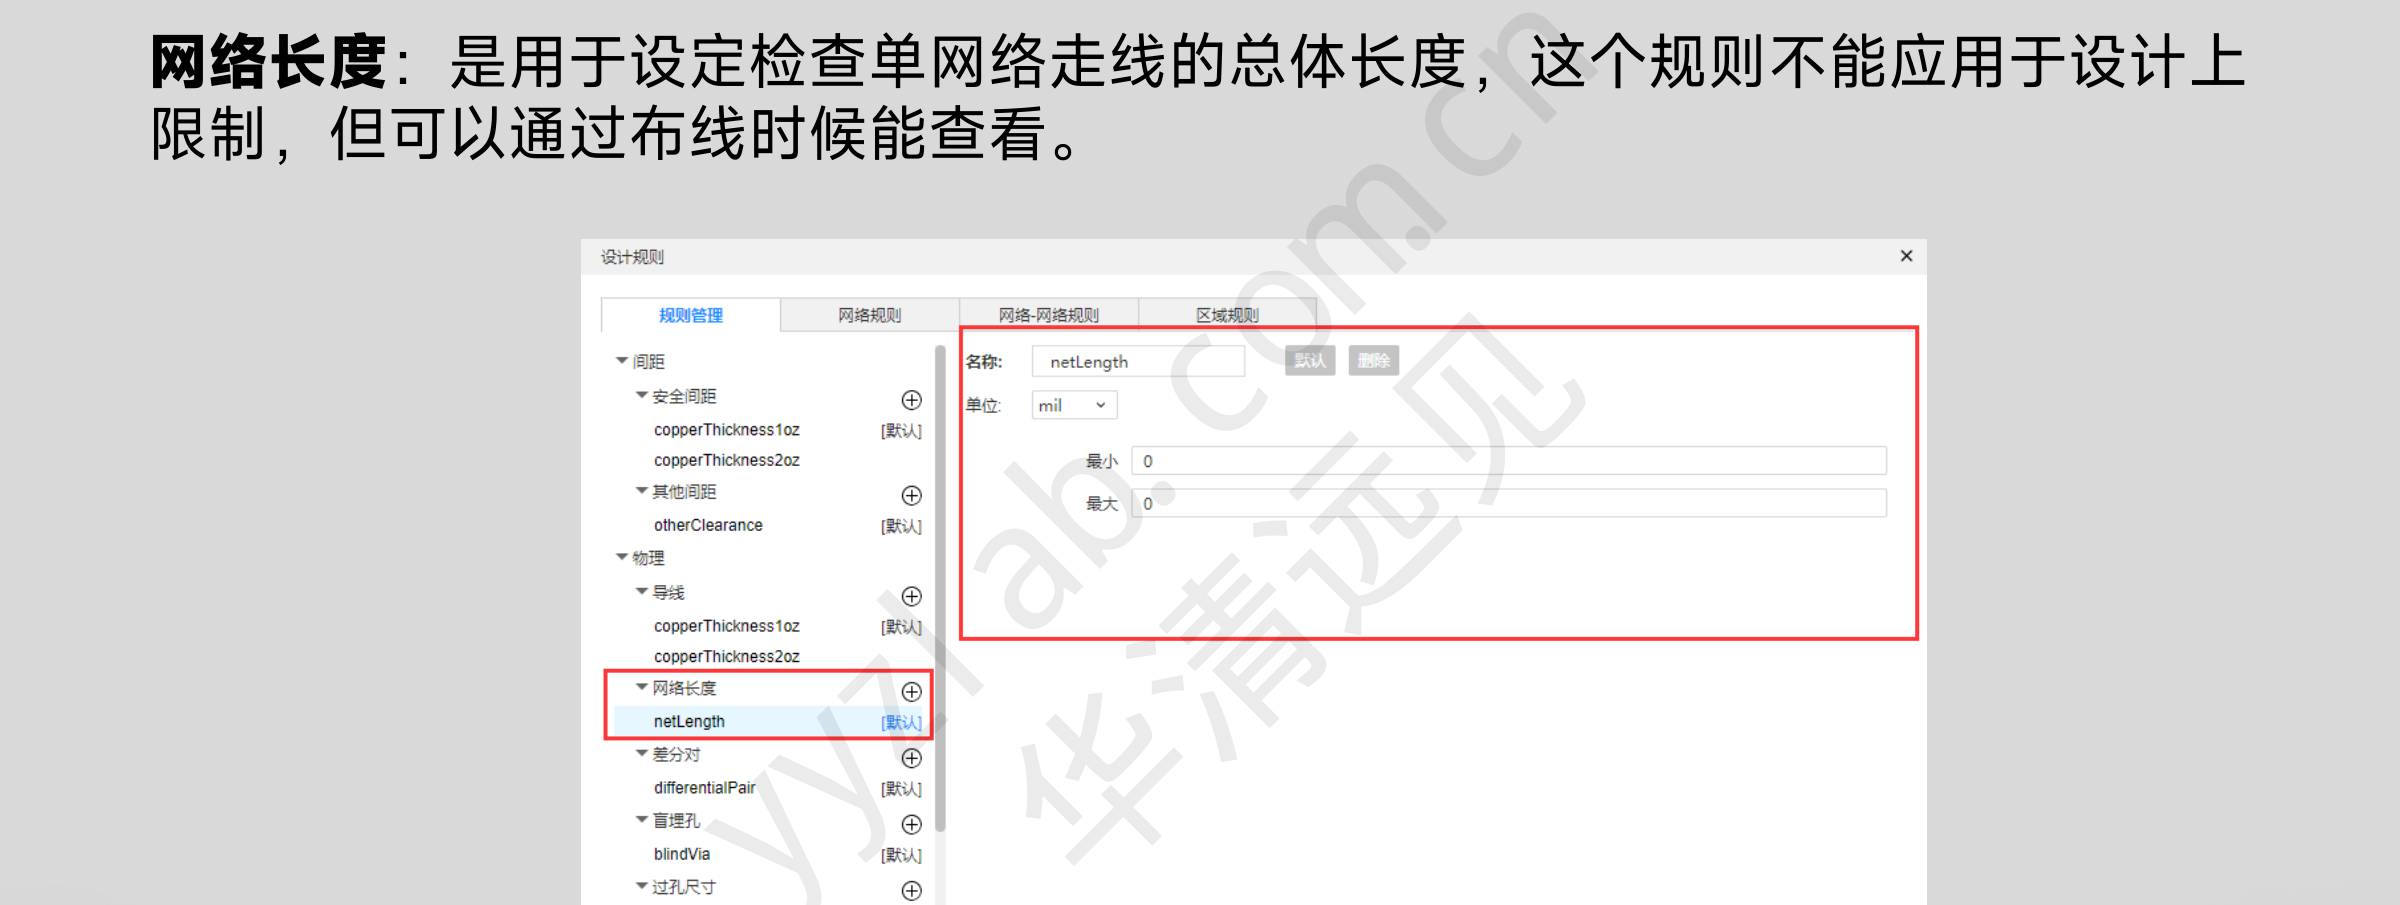 网络长度：是用于设定检查单网络走线的总体长度，这个规则不能应用于设计上
限制，但可以通过布线时候能查看。
设计规则
规则管理
网络规则
网络-网络规则
区域规则
间距
安全间距
copperThickness1oz [默认]
copperThickness2oz
其他间距
otherClearance [默认]
物理
导线
copperThickness1oz [默认]
copperThickness2oz
网络长度
netLength [默认]
差分对
differentialPair [默认]
盲埋孔
blindVia [默认]
过孔尺寸
名称: netLength 默认 删除
单位: mil
最小 0
最大 0
yyzlab.com.cn
华清远见